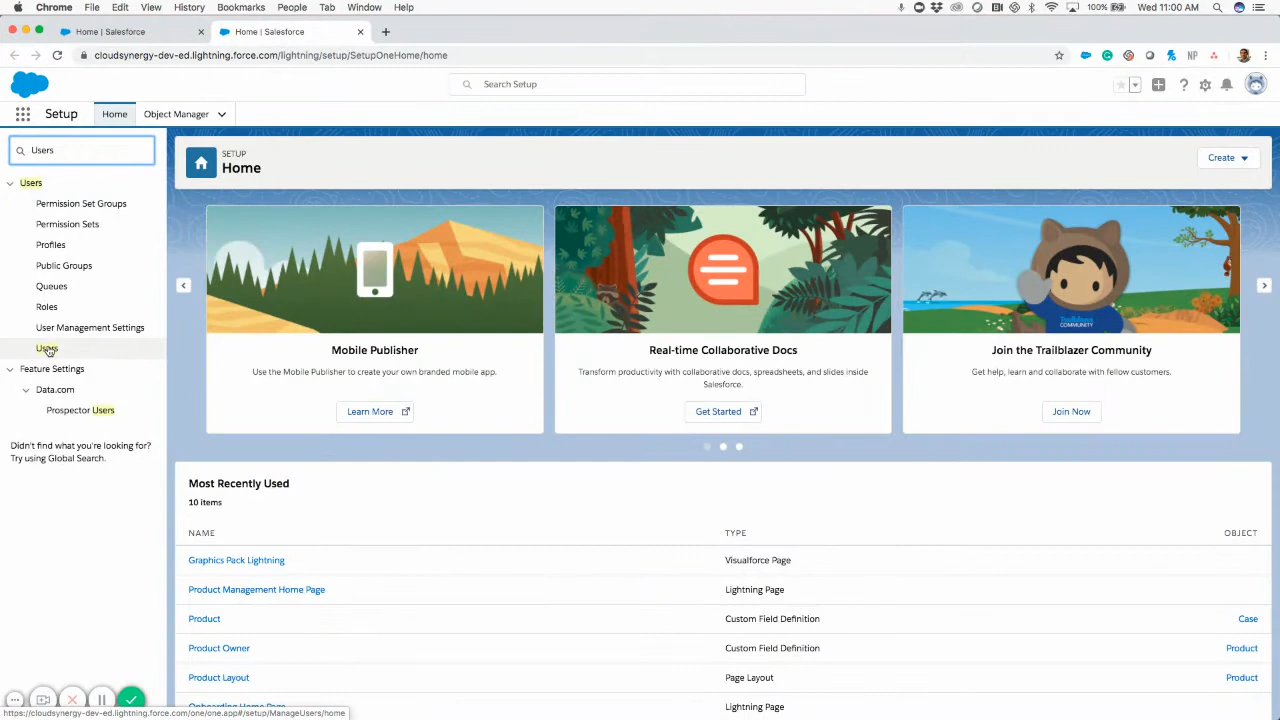 Chrome File Edit View History Bookmarks People Tab Window Help 100% Wed 11:00 AM
Home | Salesforce Home | Salesforce
cloudsynergy-dev-ed.lightning.force.com/lightning/setup/SetupOneHome/home
Search Setup
Setup Home Object Manager
Users
Users
Permission Set Groups
Permission Sets
Profiles
Public Groups
Queues
Roles
User Management Settings
Users
Feature Settings
Data.com
Prospector Users
Didn't find what you're looking for?
Try using Global Search.
SETUP
Home
Create
TRAILBLAZER
COMMUNITY
Mobile Publisher
Use the Mobile Publisher to create your own branded mobile app.
Learn More
Real-time Collaborative Docs
Transform productivity with collaborative docs, spreadsheets, and slides inside
Salesforce.
Get Started
Join the Trailblazer Community
Get help, learn and collaborate with fellow customers.
Join Now
Most Recently Used
10 items
NAME TYPE OBJECT
Graphics Pack Lightning Visualforce Page
Product Management Home Page Lightning Page
Product Custom Field Definition Case
Product Owner Custom Field Definition Product
Product Layout Page Layout Product
Onboarding Home Page Lightning Page
https://cloudsynergy-dev-ed.lightning.force.com/one/one.app#/setup/ManageUsers/home